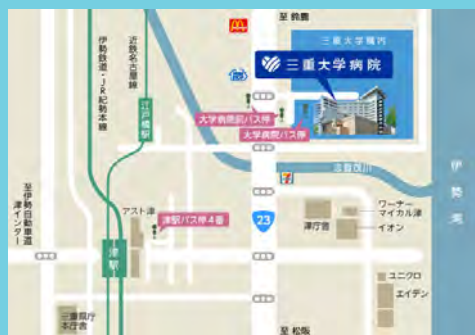 至 鈴鹿
三重大学構内
三重大学病院
近鉄名古屋線
伊勢鉄道・JR紀勢本線
江戸橋駅
大学病院前バス停
大学病院バス停
志登茂川
伊勢湾
至伊勢自動車道
津インター
アスト津
津駅バス停4番
津駅
23
津庁舎
ワーナー
マイカル津
イオン
ユニクロ
エイデン
三重県庁
本庁舎
至 松阪